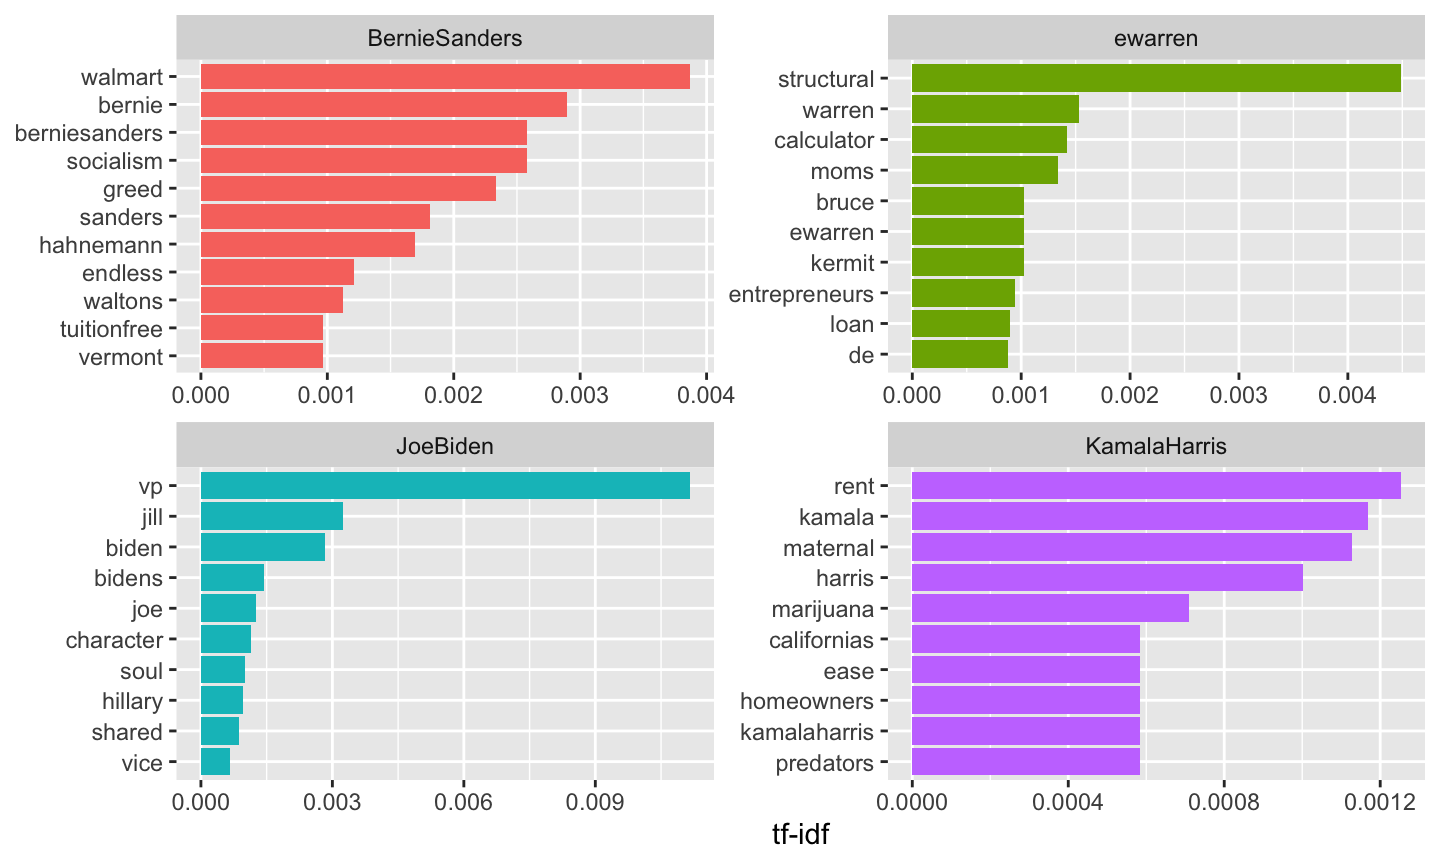 BernieSanders
walmart
bernie
berniesanders
socialism
greed
sanders
hahnemann
endless
waltons
tuitionfree
vermont
0.000 0.001 0.002 0.003 0.004
ewarren
structural
warren
calculator
moms
bruce
ewarren
kermit
entrepreneurs
loan
de
0.000 0.001 0.002 0.003 0.004
JoeBiden
vp
jill
biden
bidens
joe
character
soul
hillary
shared
vice
0.000 0.003 0.006 0.009
KamalaHarris
rent
kamala
maternal
harris
marijuana
californias
ease
homeowners
kamalaharris
predators
0.0000 0.0004 0.0008 0.0012
tf-idf